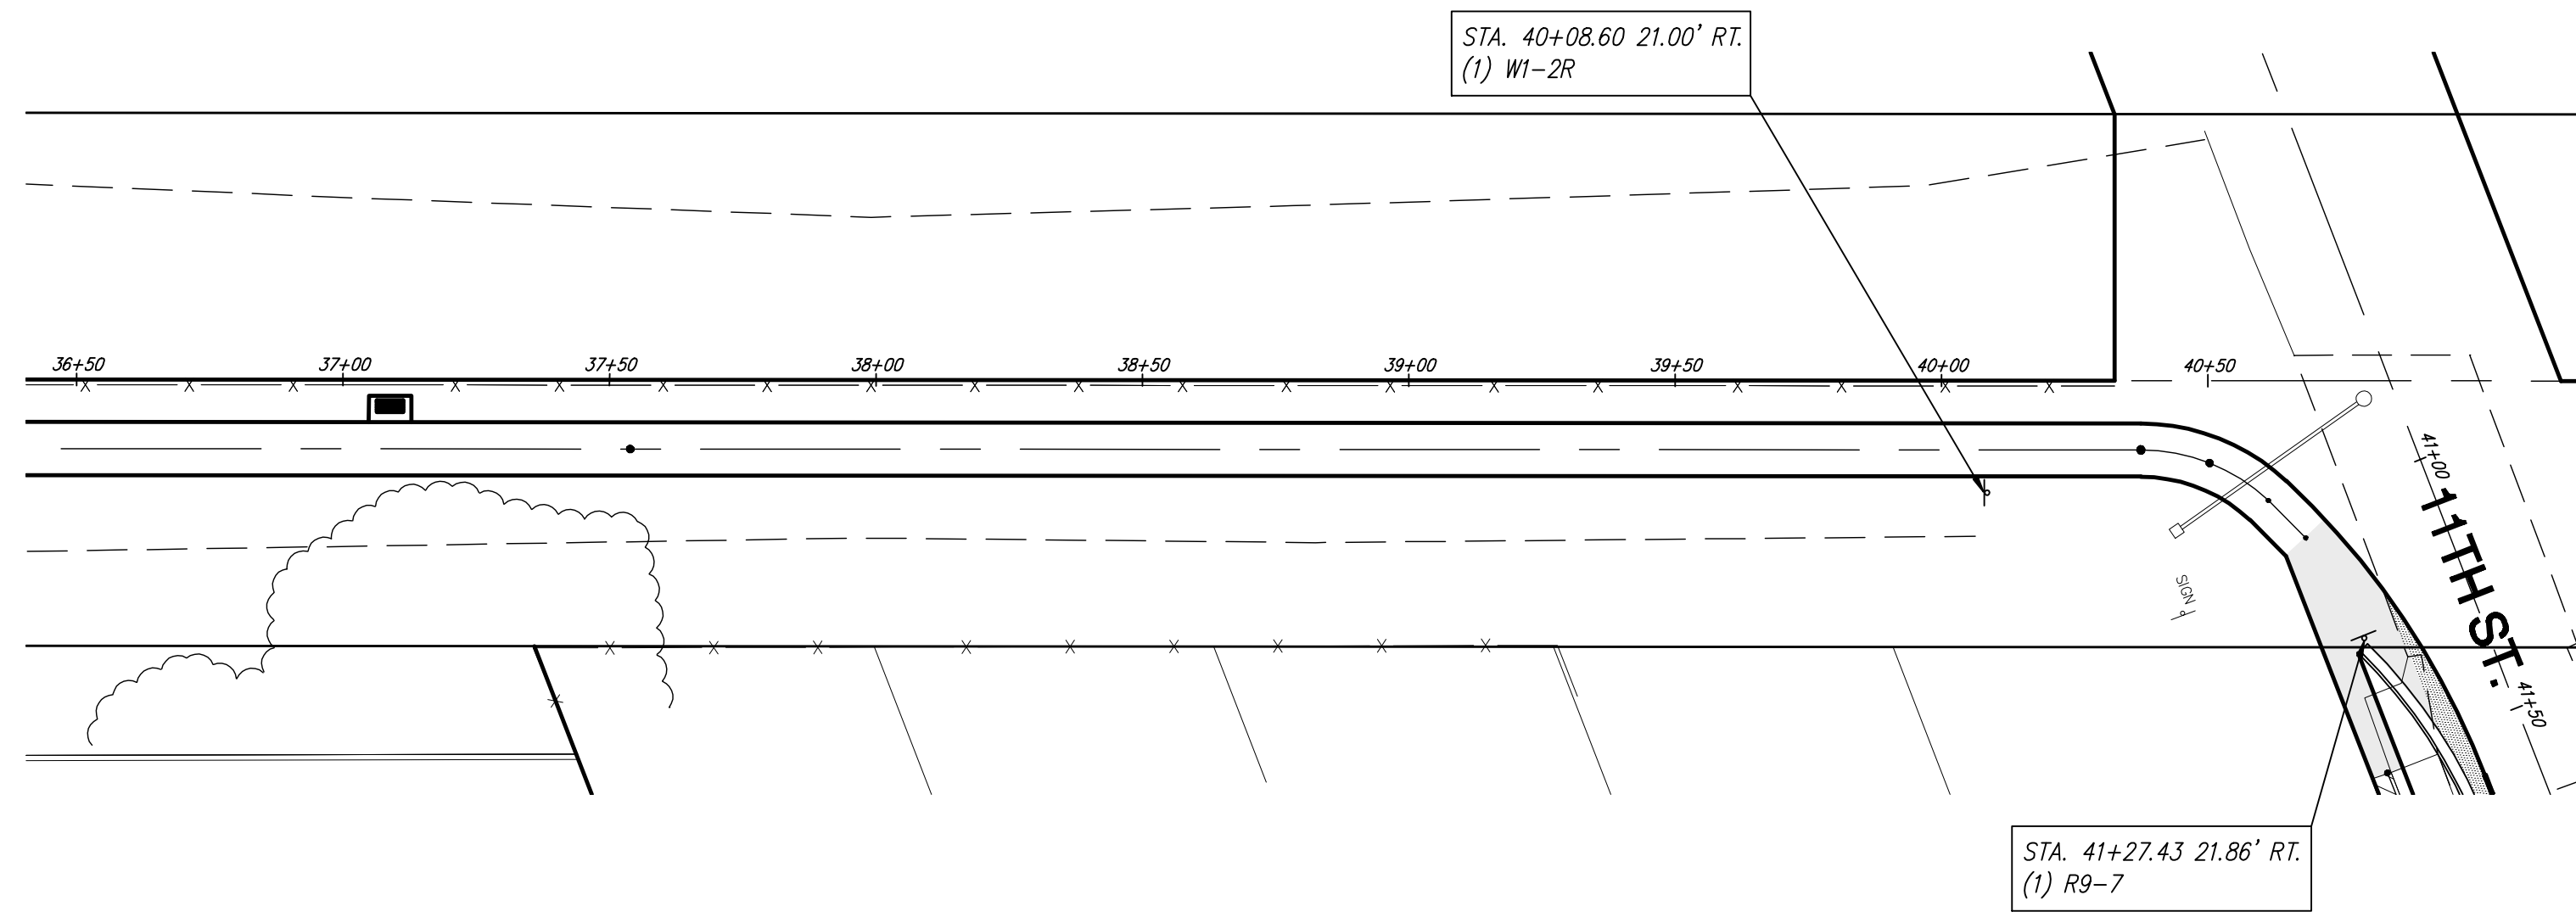 STA. 40+08.60 21.00' RT.
(1) W1-2R
36+50
37+00
37+50
38+00
38+50
39+00
39+50
40+00
40+50
41+00
11TH ST.
SIGN
41+50
STA. 41+27.43 21.86' RT.
(1) R9-7